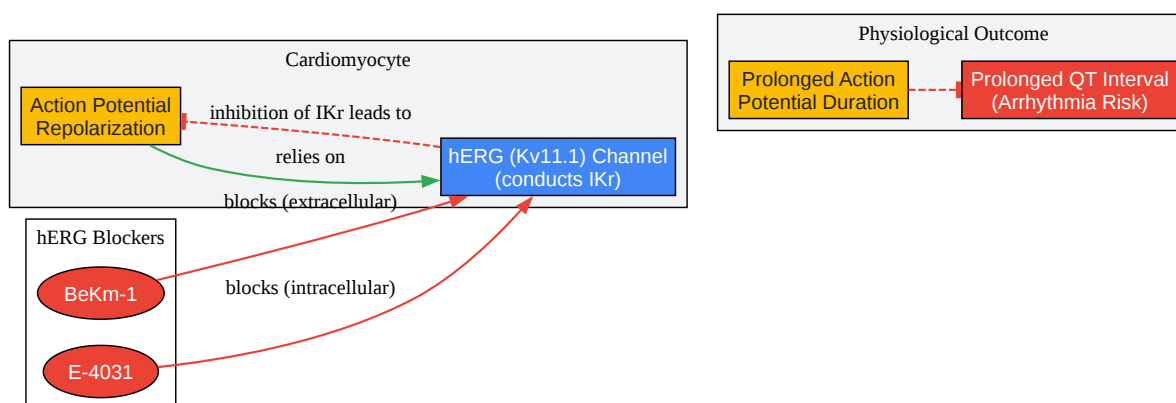 Physiological Outcome
Prolonged Action
Potential Duration
Prolonged QT Interval
(Arrhythmia Risk)
Cardiomyocyte
Action Potential
Repolarization
inhibition of IKr leads to
relies on
hERG (Kv11.1) Channel
(conducts IKr)
blocks (extracellular)
hERG Blockers
BeKm-1
blocks (intracellular)
E-4031